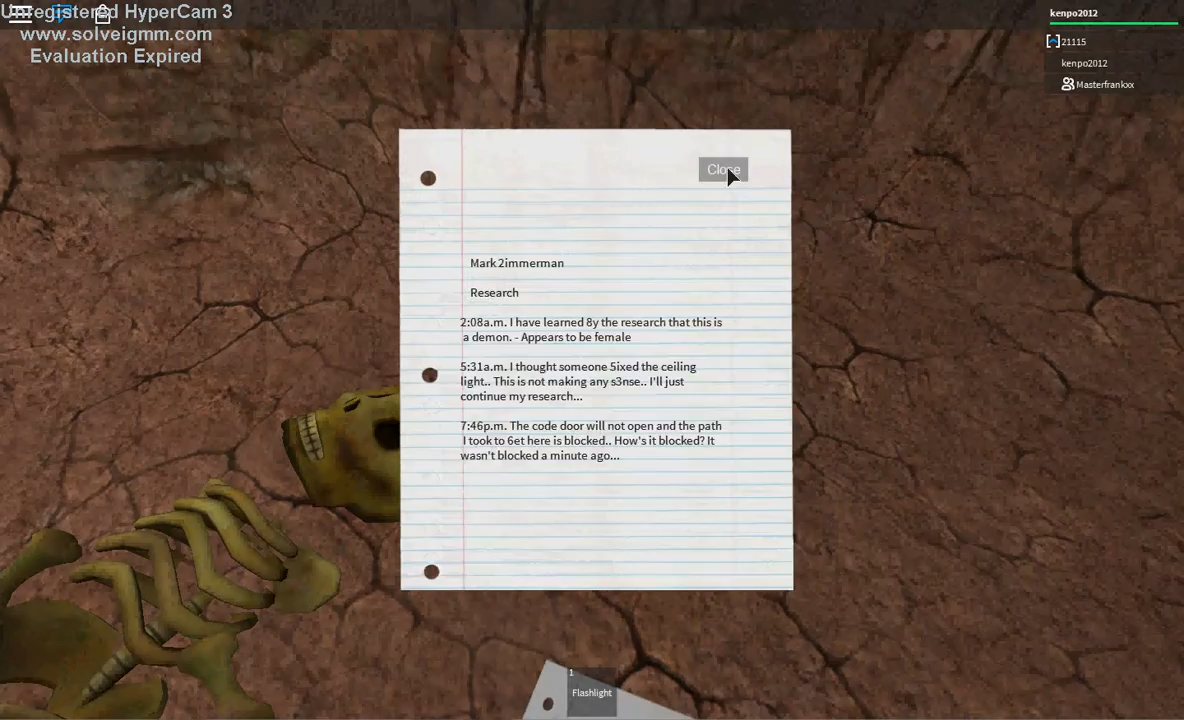 Unregistered HyperCam 3
www.solveigmm.com
Evaluation Expired
kenpo2012
21115
kenpo2012
Masterfrankxx
Close
Mark 2immerman
Research
2:08a.m. I have learned 8y the research that this is
a demon. - Appears to be female
5:31a.m. I thought someone 5ixed the ceiling
light.. This is not making any s3nse.. I'll just
continue my research...
7:46p.m. The code door will not open and the path
I took to 6et here is blocked.. How's it blocked? It
wasn't blocked a minute ago...
1
Flashlight